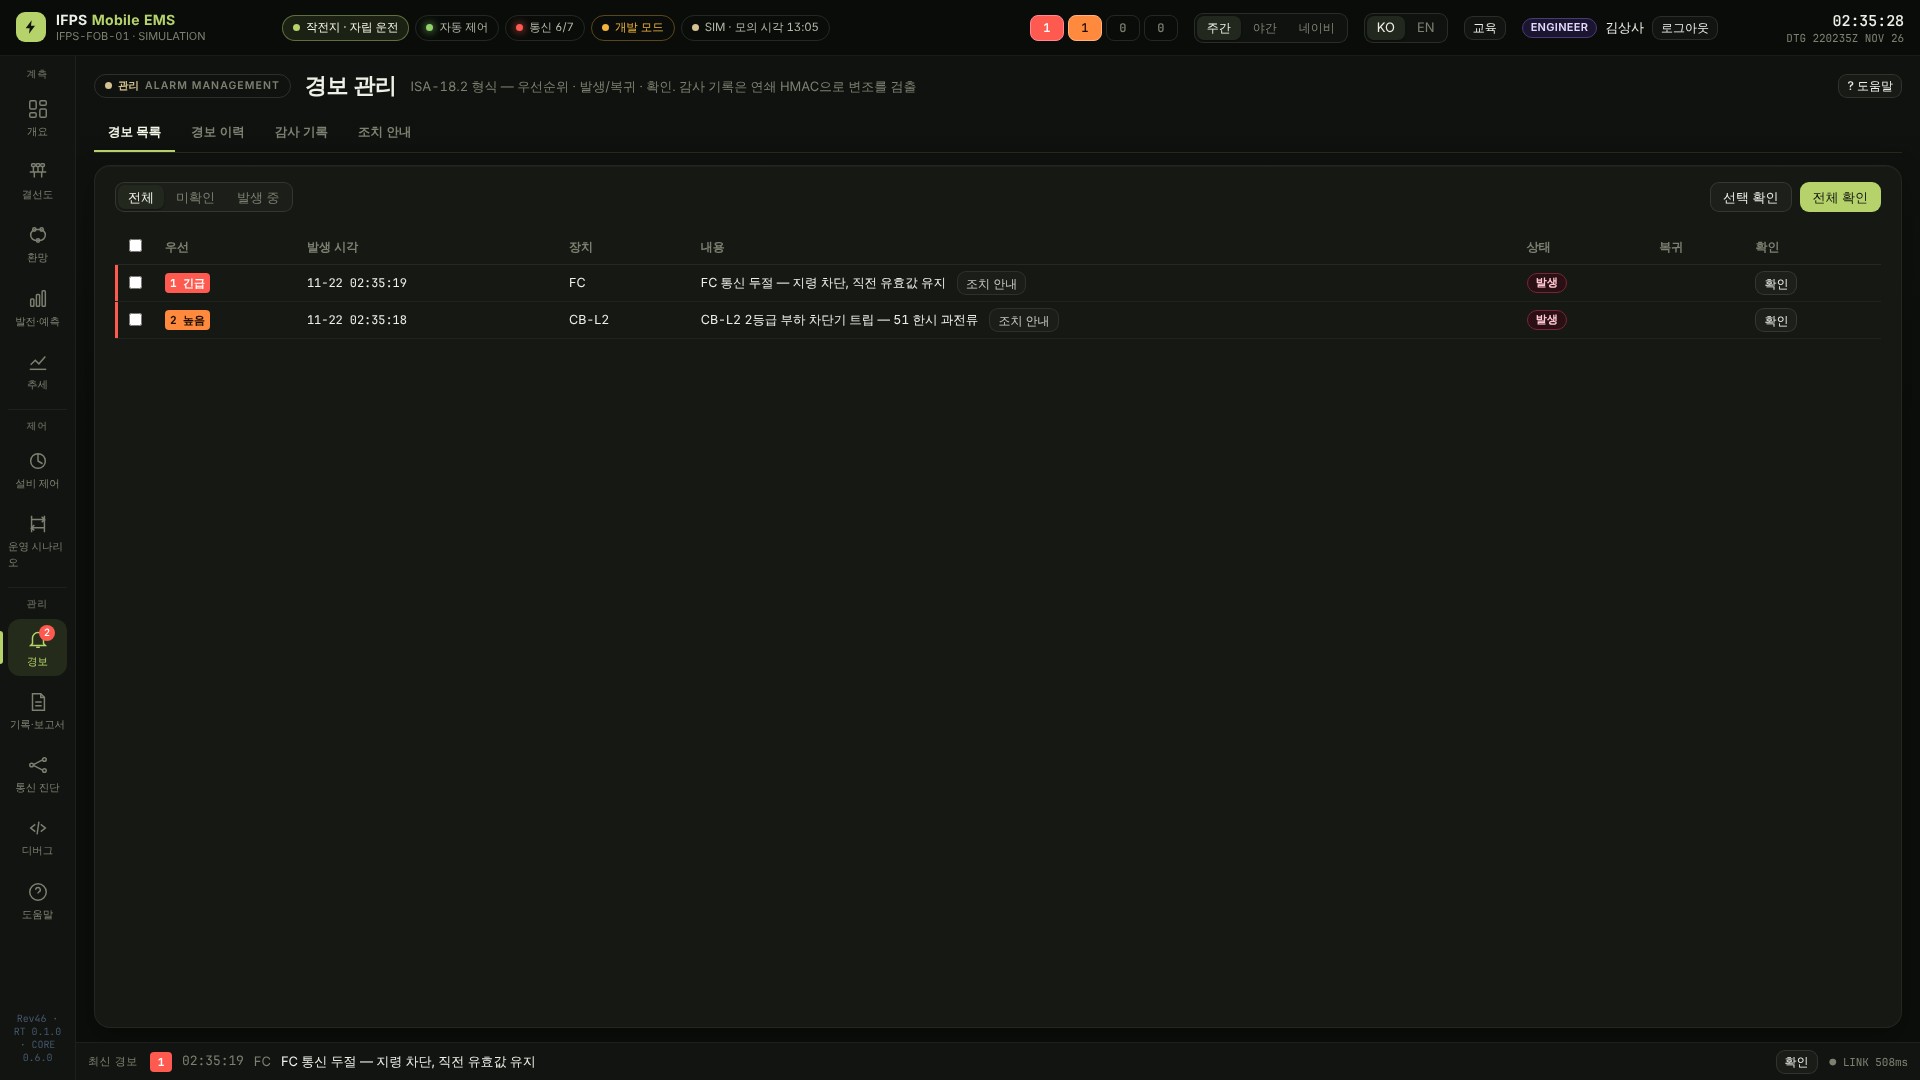 IFPS Mobile EMS
IFPS-FOB-01 · SIMULATION
작전지 · 자립 운전
자동 제어
통신 6/7
개발 모드
SIM · 모의 시각 13:05
1
1
0
0
주간
야간
네이비
KO
EN
교육
ENGINEER
김상사
로그아웃
02:35:28
DTG 220235Z NOV 26
계측
개요
결선도
환망
발전·예측
추세
제어
설비 제어
운영 시나리
오
관리
2
경보
기록·보고서
통신 진단
디버그
도움말
Rev46 ·
RT 0.1.0
· CORE
0.6.0
관리 ALARM MANAGEMENT
경보 관리
ISA-18.2 형식 — 우선순위 · 발생/복귀 · 확인. 감사 기록은 연쇄 HMAC으로 변조를 검출
? 도움말
경보 목록
경보 이력
감사 기록
조치 안내
전체
미확인
발생 중
선택 확인
전체 확인
우선
발생 시각
장치
내용
상태
복귀
확인
1 긴급
11-22 02:35:19
FC
FC 통신 두절 — 지령 차단, 직전 유효값 유지
조치 안내
발생
확인
2 높음
11-22 02:35:18
CB-L2
CB-L2 2등급 부하 차단기 트립 — 51 한시 과전류
조치 안내
발생
확인
최신 경보
1
02:35:19
FC
FC 통신 두절 — 지령 차단, 직전 유효값 유지
확인
LINK 508ms